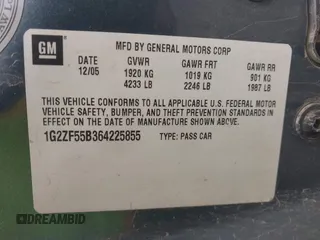 GM
MFD BY GENERAL MOTORS CORP
DATE GVWR GAWR FRT GAWR RR
12/05 1920 KG 1019 KG 901 KG
4233 LB 2246 LB 1987 LB
THIS VEHICLE CONFORMS TO ALL APPLICABLE U.S. FEDERAL MOTOR
VEHICLE SAFETY, BUMPER, AND THEFT PREVENTION STANDARDS
IN EFFECT ON THE DATE OF MANUFACTURE SHOWN ABOVE.
1G2ZF55B364225855 TYPE: PASS CAR
DREAMBID